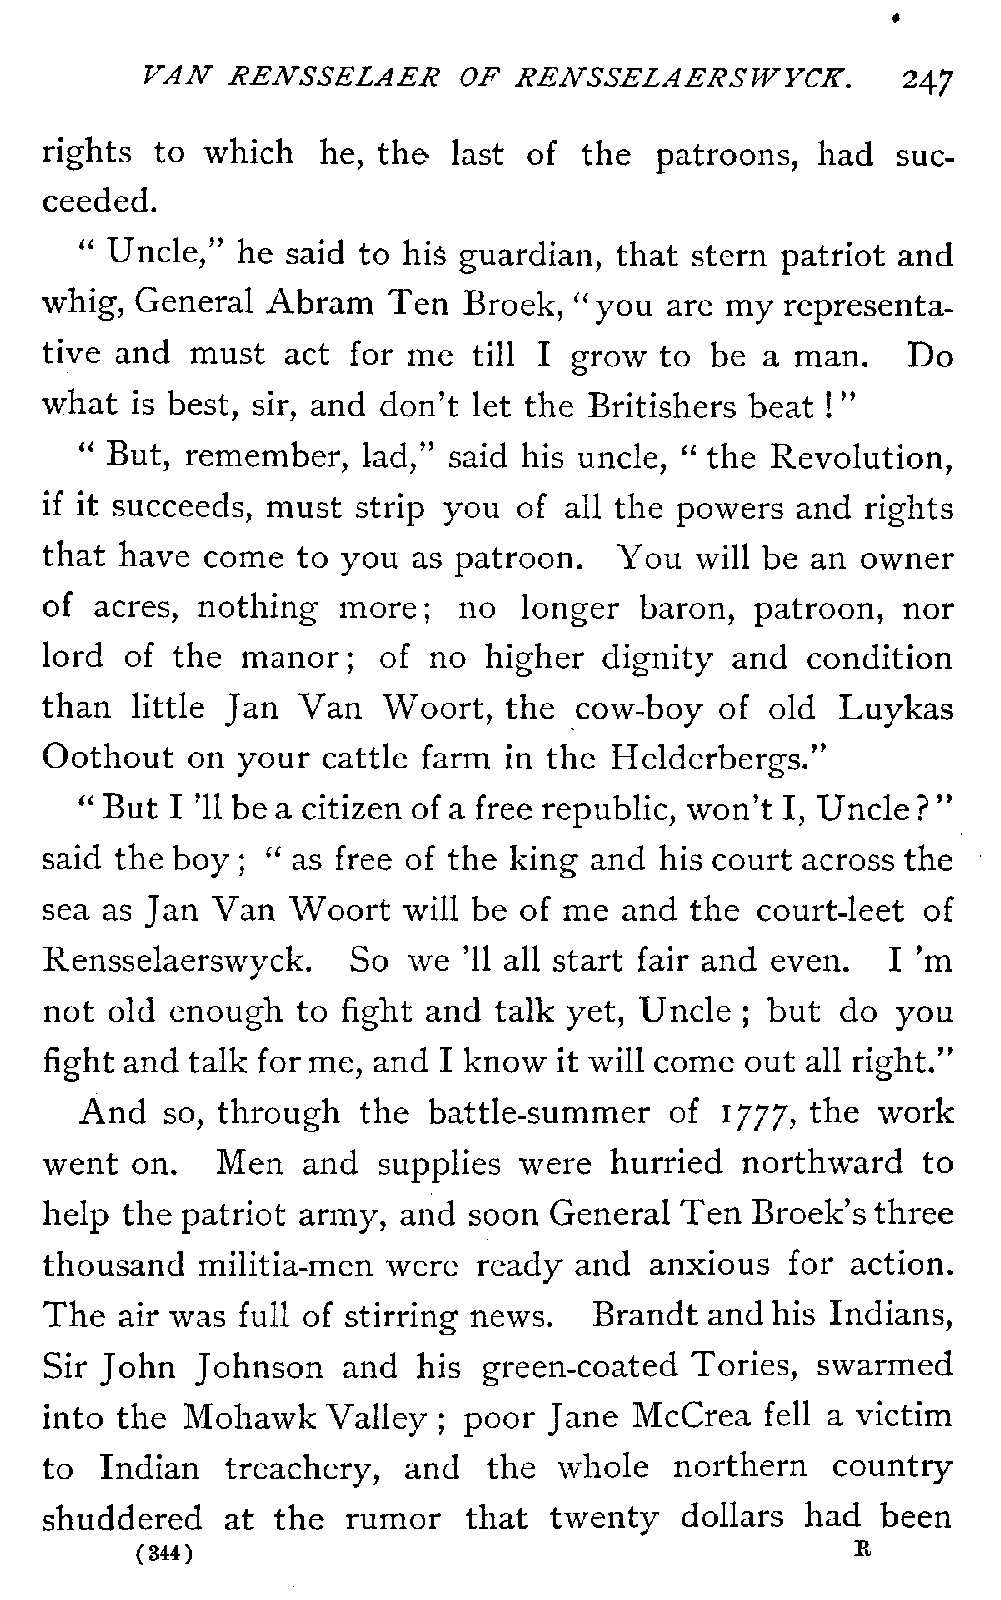 VAN RENSSELAER OF RENSSELAERSWYCK. 247
rights to which he, the last of the patroons, had suc-
ceeded.
" Uncle," he said to his guardian, that stern patriot and
whig, General Abram Ten Broek, "you are my representa-
tive and must act for me till I grow to be a man. Do
what is best, sir, and don't let the Britishers beat !"
" But, remember, lad," said his uncle, " the Revolution,
if it succeeds, must strip you of all the powers and rights
that have come to you as patroon. You will be an owner
of acres, nothing more; no longer baron, patroon, nor
lord of the manor; of no higher dignity and condition
than little Jan Van Woort, the cow-boy of old Luykas
Oothout on your cattle farm in the Helderbergs."
" But I 'll be a citizen of a free republic, won't I, Uncle ? "
said the boy ; " as free of the king and his court across the
sea as Jan Van Woort will be of me and the court-leet of
Rensselaerswyck. So we 'll all start fair and even. I 'm
not old enough to fight and talk yet, Uncle ; but do you
fight and talk for me, and I know it will come out all right."
And so, through the battle-summer of 1777, the work
went on. Men and supplies were hurried northward to
help the patriot army, and soon General Ten Broek's three
thousand militia-men were ready and anxious for action.
The air was full of stirring news. Brandt and his Indians,
Sir John Johnson and his green-coated Tories, swarmed
into the Mohawk Valley ; poor Jane McCrea fell a victim
to Indian treachery, and the whole northern country
shuddered at the rumor that twenty dollars had been
(344) R